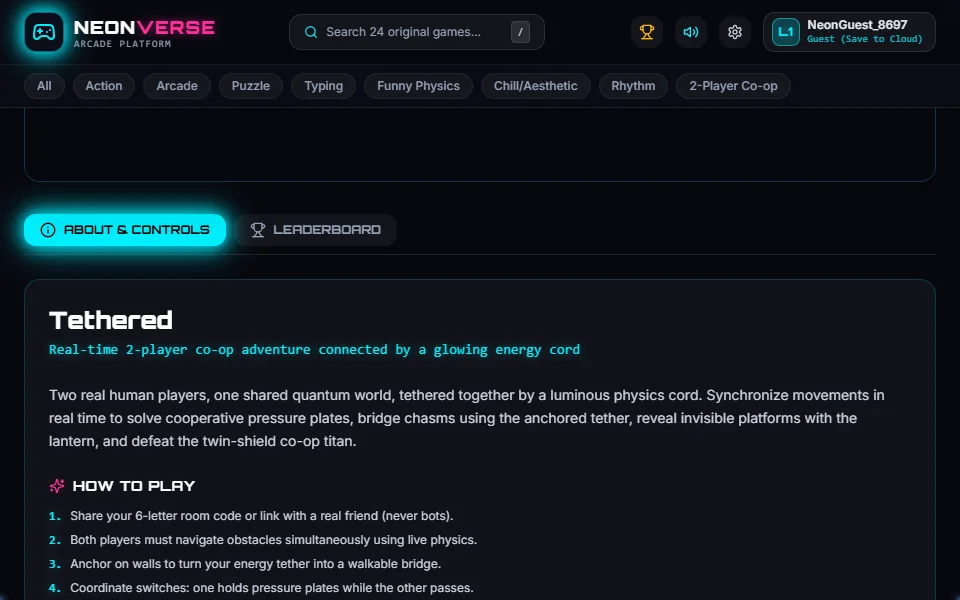 NEONVERSE
ARCADE PLATFORM
Search 24 original games...
/
L1
NeonGuest_8697
Guest (Save to Cloud)
All
Action
Arcade
Puzzle
Typing
Funny Physics
Chill/Aesthetic
Rhythm
2-Player Co-op
ABOUT & CONTROLS
LEADERBOARD
Tethered
Real-time 2-player co-op adventure connected by a glowing energy cord
Two real human players, one shared quantum world, tethered together by a luminous physics cord. Synchronize movements in
real time to solve cooperative pressure plates, bridge chasms using the anchored tether, reveal invisible platforms with the
lantern, and defeat the twin-shield co-op titan.
HOW TO PLAY
1. Share your 6-letter room code or link with a real friend (never bots).
2. Both players must navigate obstacles simultaneously using live physics.
3. Anchor on walls to turn your energy tether into a walkable bridge.
4. Coordinate switches: one holds pressure plates while the other passes.